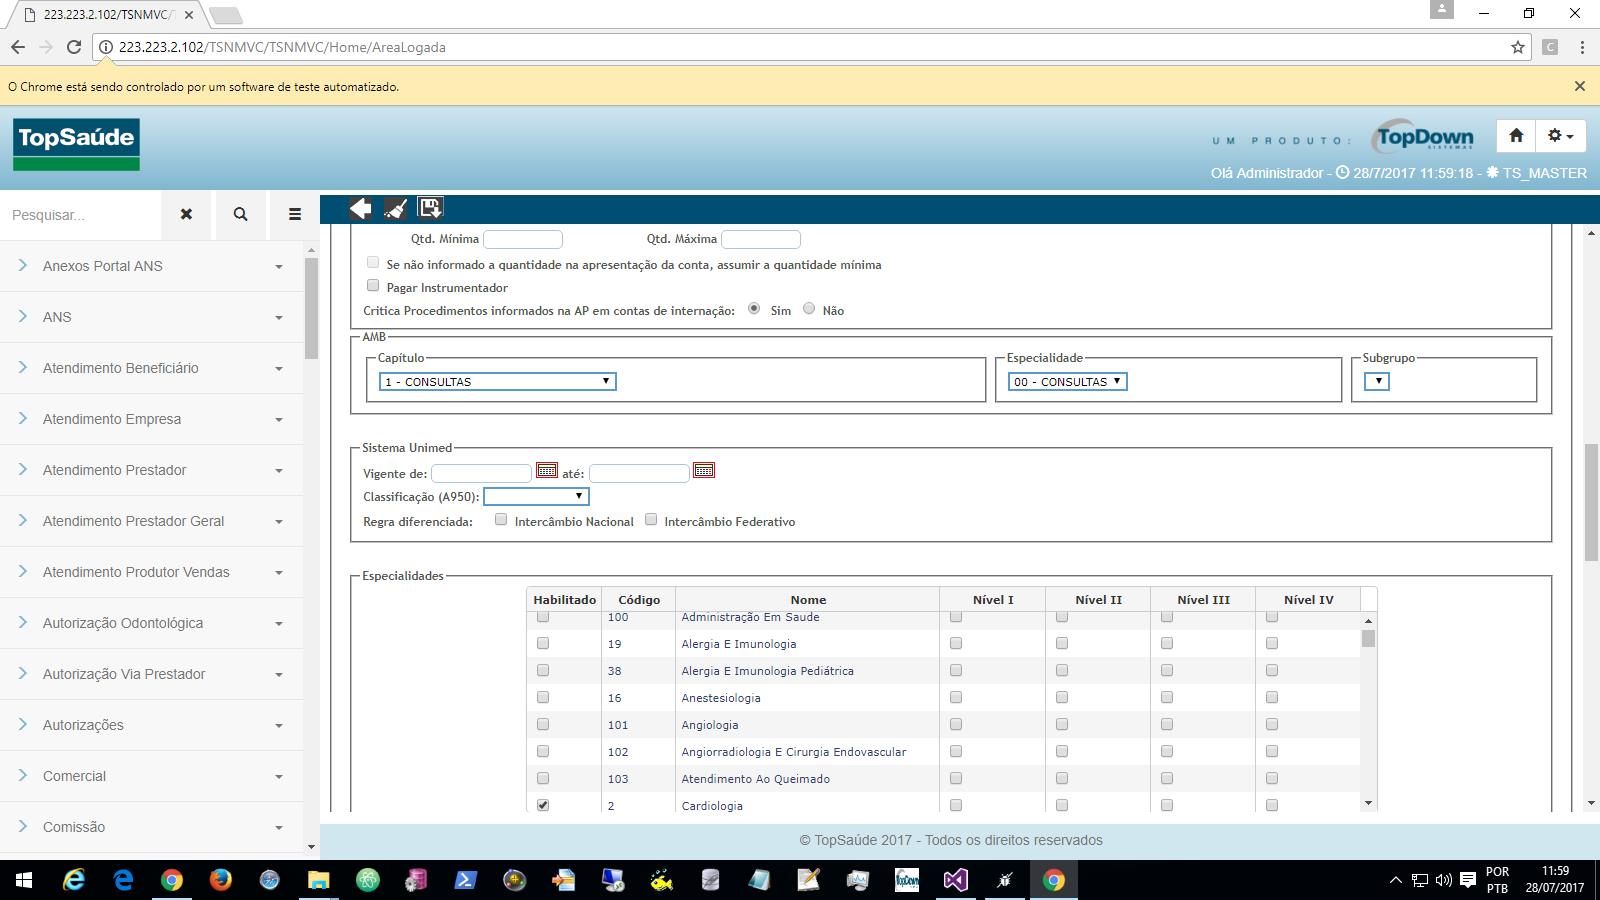 223.223.2.102/TSNMVC/T
223.223.2.102/TSNMVC/TSNMVC/Home/AreaLogada
C
O Chrome está sendo controlado por um software de teste automatizado.
TopSaúde
UM PRODUTO:
TopDown
SISTEMAS
Olá Administrador - 28/7/2017 11:59:18 - TS_MASTER
Pesquisar...
Anexos Portal ANS
ANS
Atendimento Beneficiário
Atendimento Empresa
Atendimento Prestador
Atendimento Prestador Geral
Atendimento Produtor Vendas
Autorização Odontológica
Autorização Via Prestador
Autorizações
Comercial
Comissão
Qtd. Mínima Qtd. Máxima
Se não informado a quantidade na apresentação da conta, assumir a quantidade mínima
Pagar Instrumentador
Critica Procedimentos informados na AP em contas de internação: Sim Não
AMB
Capítulo Especialidade Subgrupo
1 - CONSULTAS 00 - CONSULTAS
Sistema Unimed
Vigente de: até:
Classificação (A950):
Regra diferenciada: Intercâmbio Nacional Intercâmbio Federativo
Especialidades
Habilitado Código Nome Nível I Nível II Nível III Nível IV
100 Administração Em Saude
19 Alergia E Imunologia
38 Alergia E Imunologia Pediátrica
16 Anestesiologia
101 Angiologia
102 Angiorradiologia E Cirurgia Endovascular
103 Atendimento Ao Queimado
2 Cardiologia
© TopSaúde 2017 - Todos os direitos reservados
TopDown
POR
PTB
11:59
28/07/2017